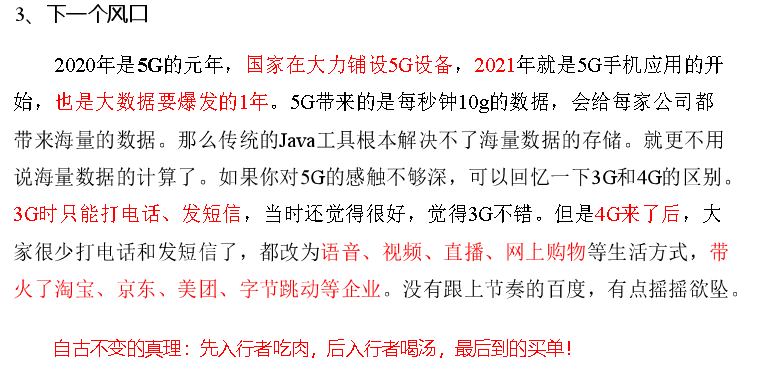 3、下一个风口
2020年是5G的元年，国家在大力铺设5G设备，2021年就是5G手机应用的开
始，也是大数据要爆发的1年。5G带来的是每秒钟10g的数据，会给每家公司都
带来海量的数据。那么传统的Java工具根本解决不了海量数据的存储。就更不用
说海量数据的计算了。如果你对5G的感触不够深，可以回忆一下3G和4G的区别。
3G时只能打电话、发短信，当时还觉得很好，觉得3G不错。但是4G来了后，大
家很少打电话和发短信了，都改为语音、视频、直播、网上购物等生活方式，带
火了淘宝、京东、美团、字节跳动等企业。没有跟上节奏的百度，有点摇摇欲坠。
自古不变的真理：先入行者吃肉，后入行者喝汤，最后到的买单！